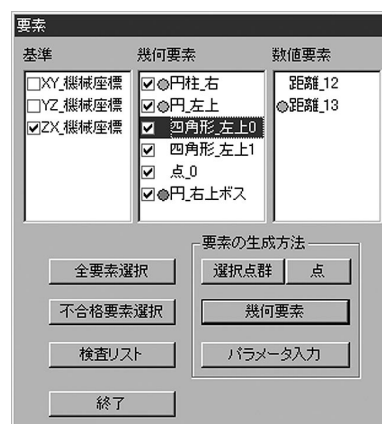 要素
基準 幾何要素 数値要素
XY_機械座標 円柱_右 距離_12
YZ_機械座標 円_左上 距離_13
ZX_機械座標 四角形_左上0
四角形_左上1
点_0
円_右上ボス
要素の生成方法
全要素選択 選択点群 点
不合格要素選択 幾何要素
検査リスト パラメータ入力
終了